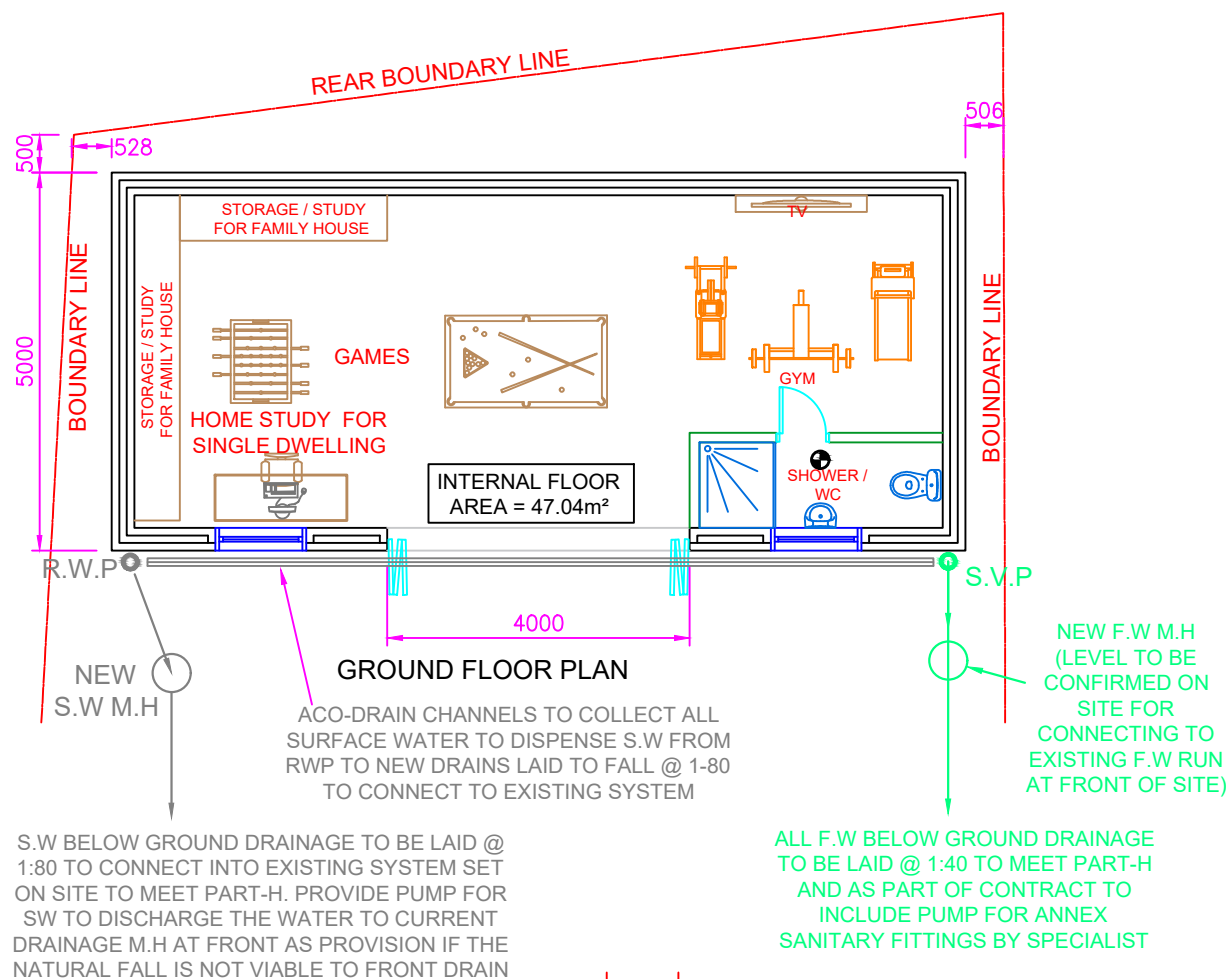 REAR BOUNDARY LINE
506
500
528
STORAGE / STUDY
FOR FAMILY HOUSE
TV
BOUNDARY LINE
5000
STORAGE / STUDY
FOR FAMILY HOUSE
GAMES
BOUNDARY LINE
GYM
HOME STUDY FOR
SINGLE DWELLING
INTERNAL FLOOR
AREA = 47.04m²
SHOWER /
WC
R.W.P
S.V.P
4000
GROUND FLOOR PLAN
NEW
S.W M.H
NEW F.W M.H
(LEVEL TO BE
CONFIRMED ON
SITE FOR
CONNECTING TO
EXISTING F.W RUN
AT FRONT OF SITE)
ACO-DRAIN CHANNELS TO COLLECT ALL
SURFACE WATER TO DISPENSE S.W FROM
RWP TO NEW DRAINS LAID TO FALL @ 1-80
TO CONNECT TO EXISTING SYSTEM
S.W BELOW GROUND DRAINAGE TO BE LAID @
1:80 TO CONNECT INTO EXISTING SYSTEM SET
ON SITE TO MEET PART-H. PROVIDE PUMP FOR
SW TO DISCHARGE THE WATER TO CURRENT
DRAINAGE M.H AT FRONT AS PROVISION IF THE
NATURAL FALL IS NOT VIABLE TO FRONT DRAIN
ALL F.W BELOW GROUND DRAINAGE
TO BE LAID @ 1:40 TO MEET PART-H
AND AS PART OF CONTRACT TO
INCLUDE PUMP FOR ANNEX
SANITARY FITTINGS BY SPECIALIST